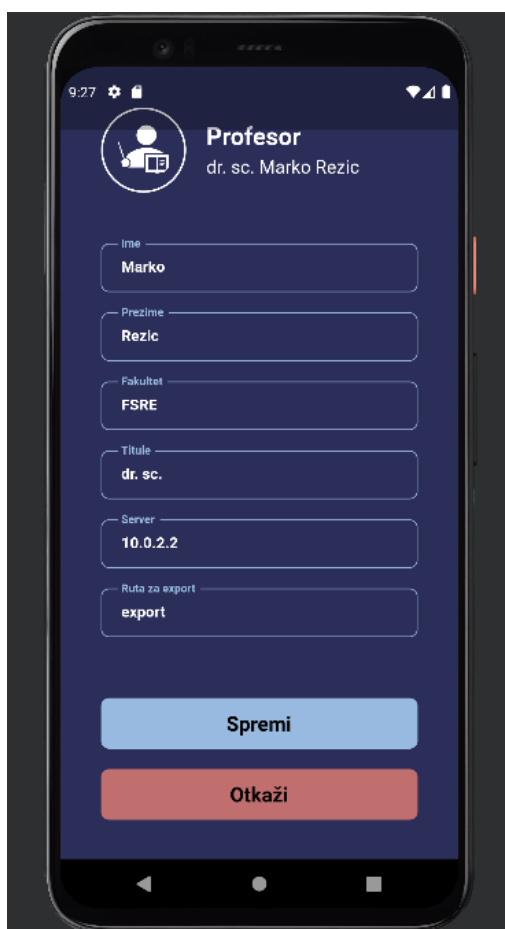 9:27
Profesor
dr. sc. Marko Rezic
Ime
Marko
Prezime
Rezic
Fakultet
FSRE
Titule
dr. sc.
Server
10.0.2.2
Ruta za export
export
Spremi
Otkaži